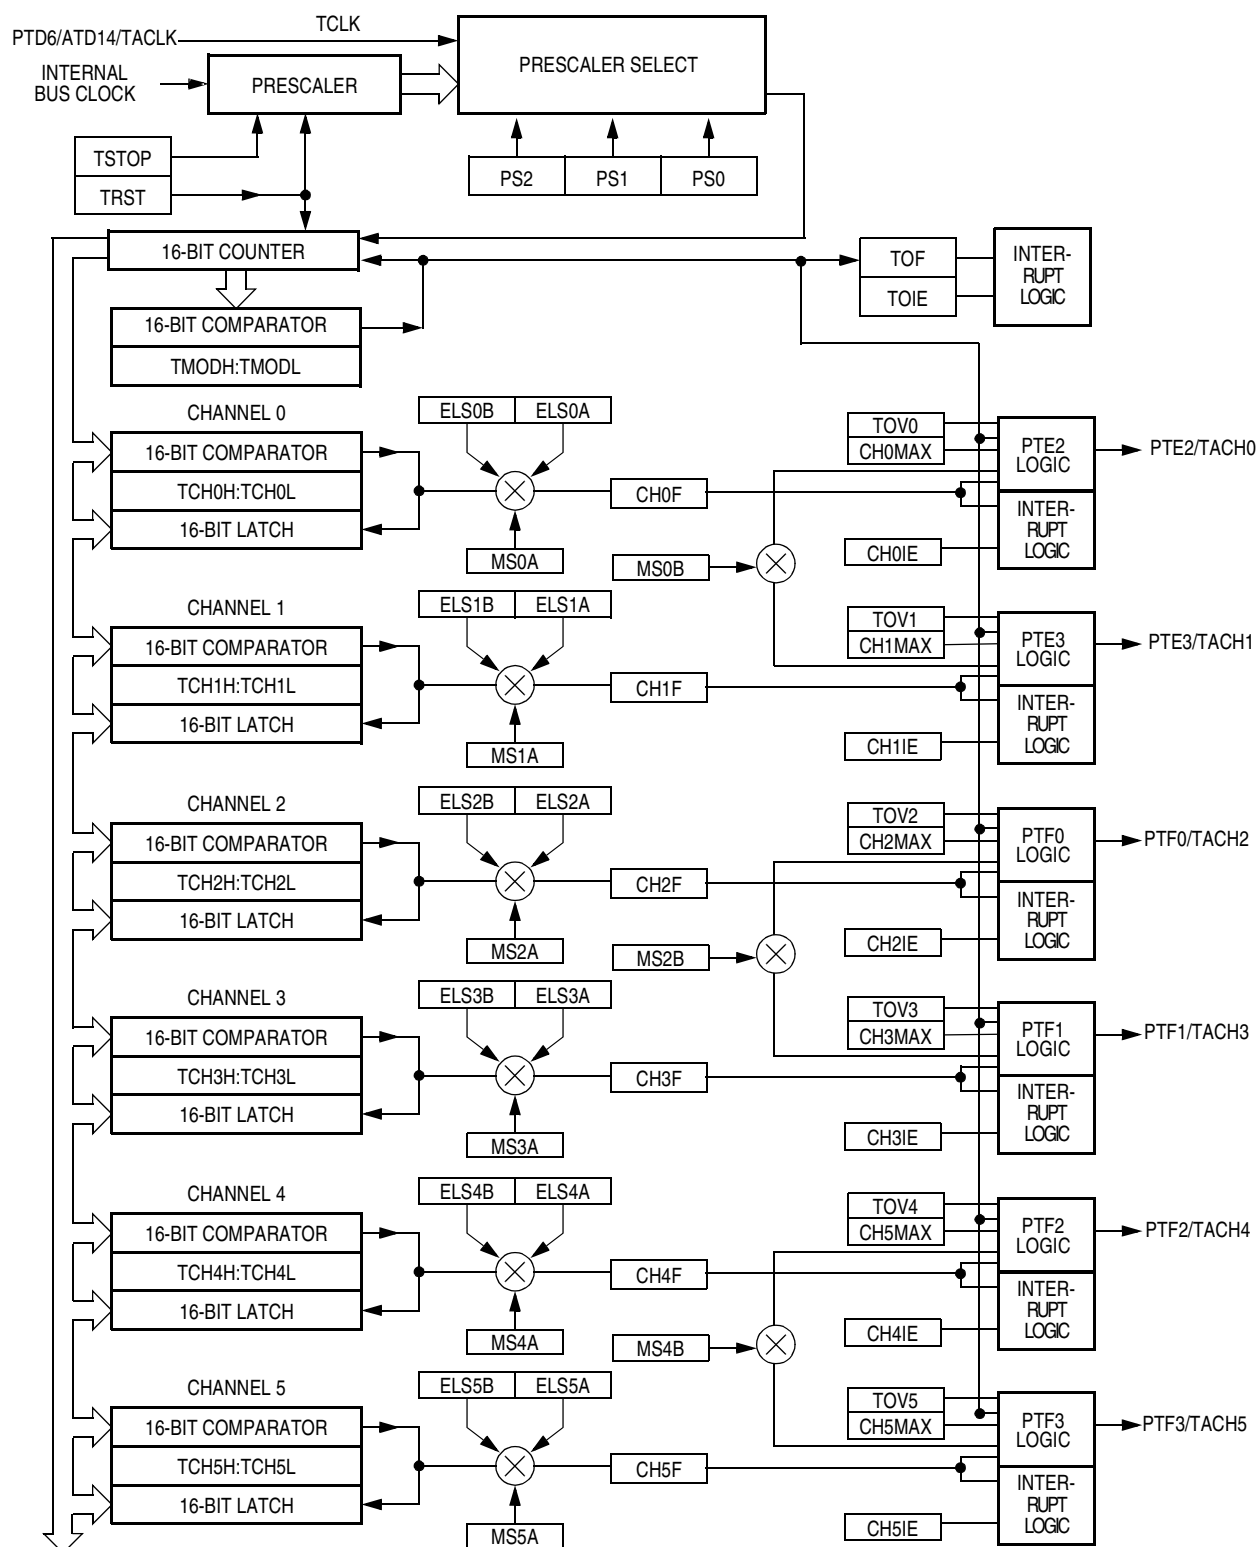 TCLK
PTD6/ATD14/TACLK
INTERNAL
BUS CLOCK
PRESCALER
PRESCALER SELECT
TSTOP
TRST
PS2 PS1 PS0
16-BIT COUNTER
TOF
TOIE
INTER-
RUPT
LOGIC
16-BIT COMPARATOR
TMODH:TMODL
CHANNEL 0
16-BIT COMPARATOR
TCH0H:TCH0L
16-BIT LATCH
ELS0B ELS0A
MS0A
CH0F
MS0B
TOV0
CH0MAX
CH0IE
PTE2
LOGIC
INTER-
RUPT
LOGIC
PTE2/TACH0
CHANNEL 1
16-BIT COMPARATOR
TCH1H:TCH1L
16-BIT LATCH
ELS1B ELS1A
MS1A
CH1F
TOV1
CH1MAX
CH1IE
PTE3
LOGIC
INTER-
RUPT
LOGIC
PTE3/TACH1
CHANNEL 2
16-BIT COMPARATOR
TCH2H:TCH2L
16-BIT LATCH
ELS2B ELS2A
MS2A
CH2F
MS2B
TOV2
CH2MAX
CH2IE
PTF0
LOGIC
INTER-
RUPT
LOGIC
PTF0/TACH2
CHANNEL 3
16-BIT COMPARATOR
TCH3H:TCH3L
16-BIT LATCH
ELS3B ELS3A
MS3A
CH3F
TOV3
CH3MAX
CH3IE
PTF1
LOGIC
INTER-
RUPT
LOGIC
PTF1/TACH3
CHANNEL 4
16-BIT COMPARATOR
TCH4H:TCH4L
16-BIT LATCH
ELS4B ELS4A
MS4A
CH4F
MS4B
TOV4
CH5MAX
CH4IE
PTF2
LOGIC
INTER-
RUPT
LOGIC
PTF2/TACH4
CHANNEL 5
16-BIT COMPARATOR
TCH5H:TCH5L
16-BIT LATCH
ELS5B ELS5A
MS5A
CH5F
TOV5
CH5MAX
CH5IE
PTF3
LOGIC
INTER-
RUPT
LOGIC
PTF3/TACH5